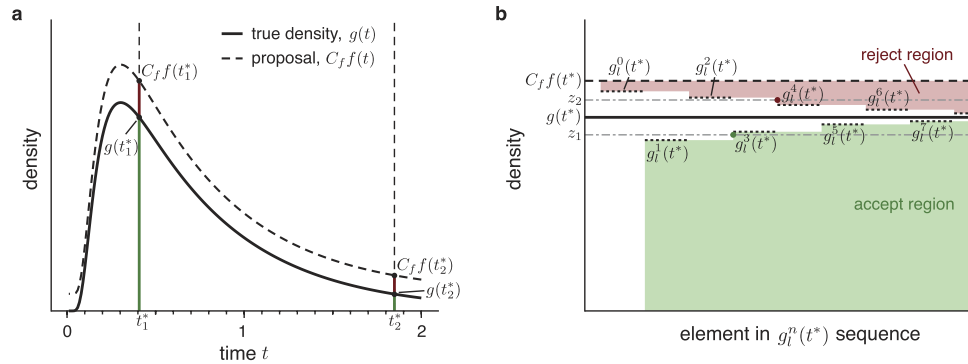 a
true density, g(t)
proposal, C_f f(t)
C_f f(t_1^*)
g(t_1^*)
C_f f(t_2^*)
g(t_2^*)
density
0
t_1^*
1
t_2^*
2
time t
b
g_l^0(t^*)
g_l^2(t^*)
reject region
C_f f(t^*)
z_2
g_l^4(t^*)
g_l^6(t^*)
g(t^*)
z_1
g_l^1(t^*)
g_l^3(t^*)
g_l^5(t^*)
g_l^7(t^*)
accept region
density
element in g_l^n(t^*) sequence